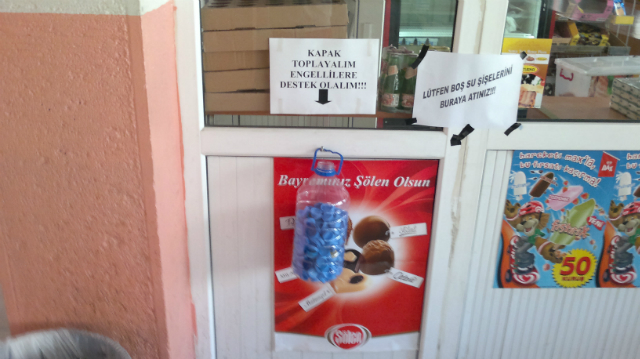 KAPAK
TOPLAYALIM
ENGELLİLERE
DESTEK OLALIM!!!
LÜTFEN BOŞ SU ŞİŞELERİNİ
BURAYA ATINIZ!!!
Bayramınız Şölen Olsun
Şölen
50
KURUŞ